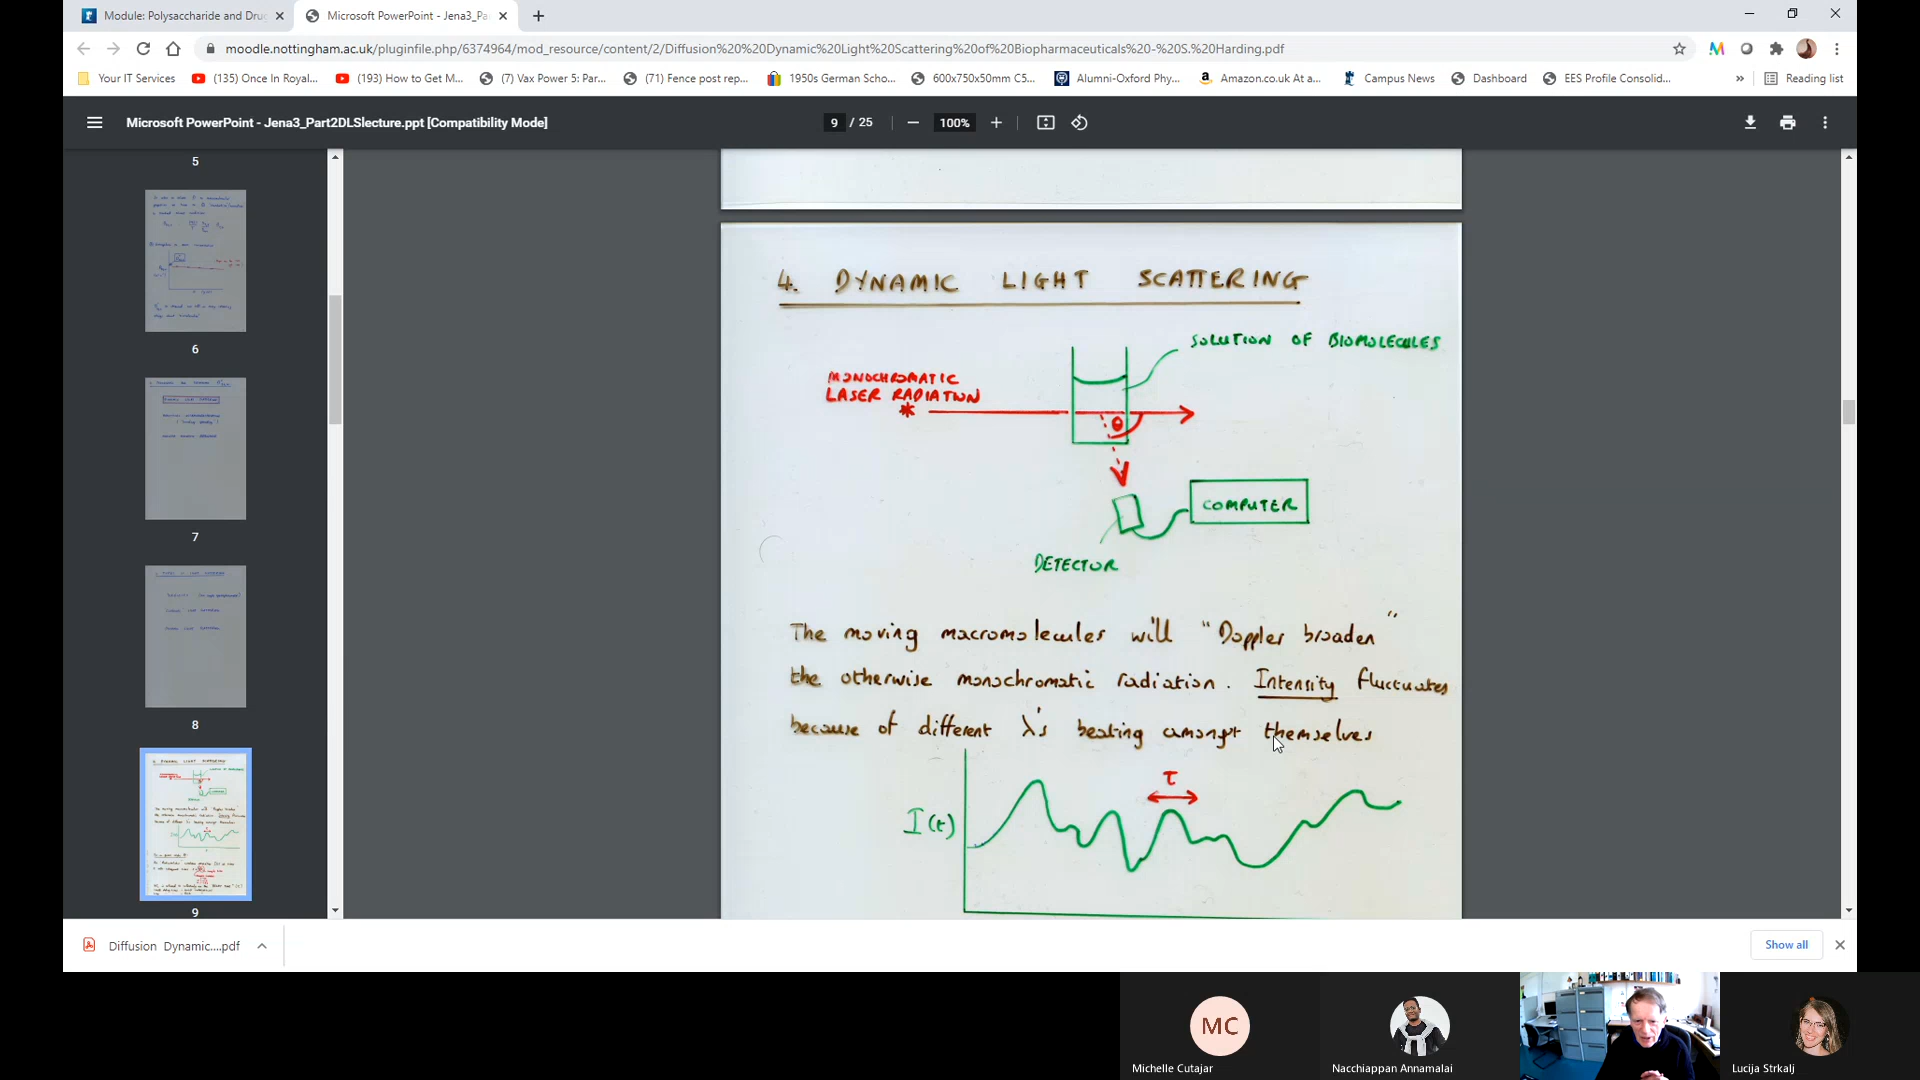 Module: Polysaccharide and Dru
Microsoft PowerPoint - Jena3_Pa
moodle.nottingham.ac.uk/pluginfile.php/6374964/mod_resource/content/2/Diffusion%20%20Dynamic%20Light%20Scattering%20of%20Biopharmaceuticals%20-%20S.%20Harding.pdf
Your IT Services
(135) Once In Royal...
(193) How to Get M...
(7) Vax Power 5: Par...
(71) Fence post rep...
1950s German Scho...
600x750x50mm C5...
Alumni-Oxford Phy...
Amazon.co.uk At a...
Campus News
Dashboard
EES Profile Consolid...
»
Reading list
Microsoft PowerPoint - Jena3_Part2DLSlecture.ppt [Compatibility Mode]
9 / 25
100%
5
6
7
8
9
4. DYNAMIC LIGHT SCATTERING
SOLUTION OF BIOMOLECULES
MONOCHROMATIC
LASER RADIATION
*
θ
COMPUTER
DETECTOR
The moving macromolecules will "Doppler broaden"
the otherwise monochromatic radiation. Intensity fluctuates
because of different λ's beating amongst themselves
τ
I(t)
Diffusion Dynamic....pdf
Show all
MC
Michelle Cutajar
Nacchiappan Annamalai
Lucija Strkalj